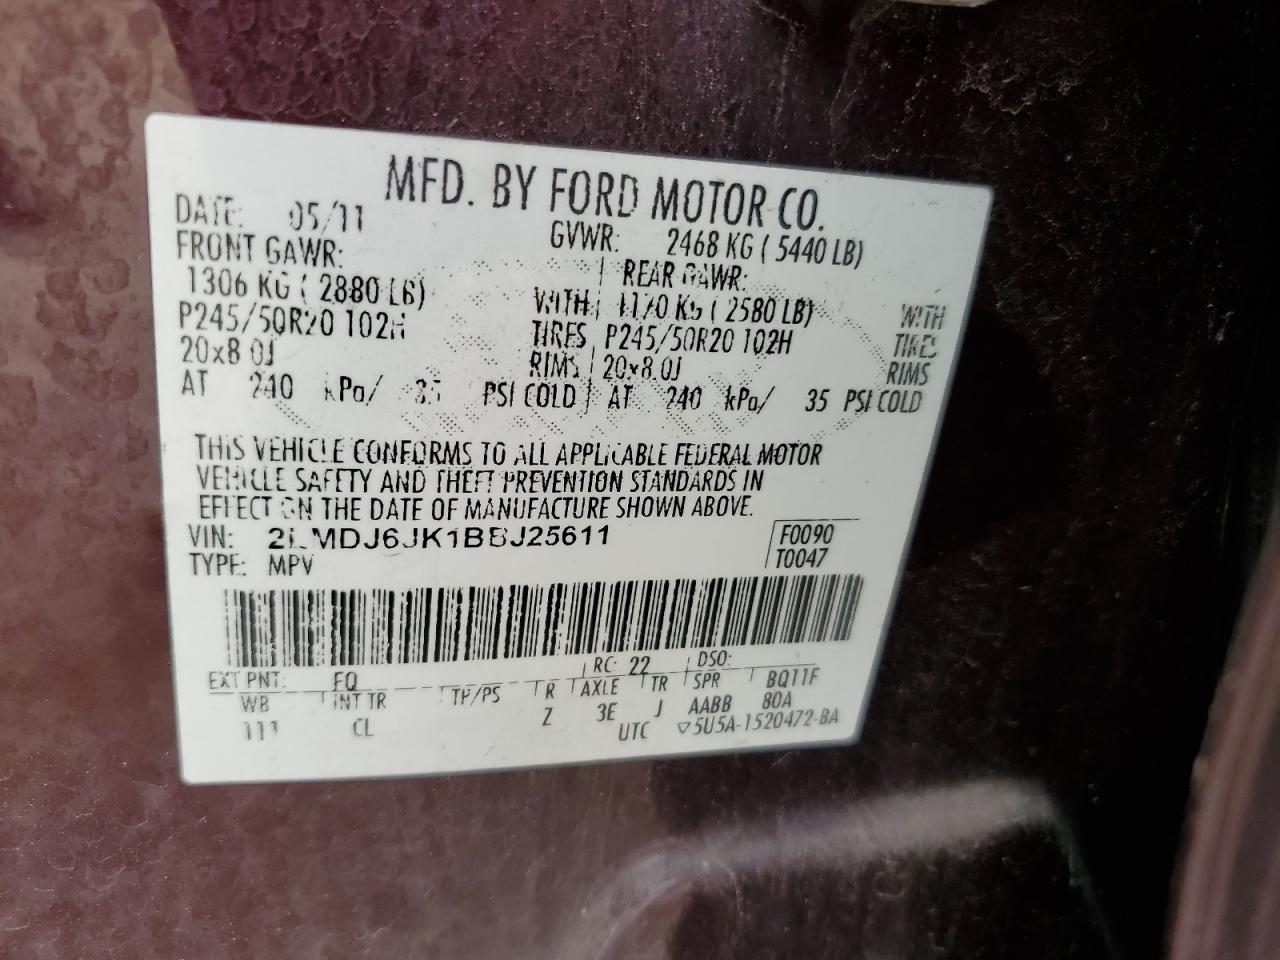 MFD. BY FORD MOTOR CO.
DATE: 05/11 GVWR: 2468 KG ( 5440 LB)
FRONT GAWR: REAR GAWR:
1306 KG ( 2880 LB) WITH 1170 KG ( 2580 LB) WITH
P245/50R20 102H TIRES P245/50R20 102H TIRES
20x8.0J RIMS 20x8.0J RIMS
AT 240 kPa/ 35 PSI COLD AT 240 kPa/ 35 PSI COLD
THIS VEHICLE CONFORMS TO ALL APPLICABLE FEDERAL MOTOR
VEHICLE SAFETY AND THEFT PREVENTION STANDARDS IN
EFFECT ON THE DATE OF MANUFACTURE SHOWN ABOVE.
VIN: 2LMDJ6JK1BBJ25611 F0090
TYPE: MPV T0047
RC: 22 DSO:
EXT PNT: FQ BQ11F
WB INT TR TP/PS R AXLE TR SPR
111 CL Z 3E J AABB 80A
UTC ▽5U5A-1520472-BA